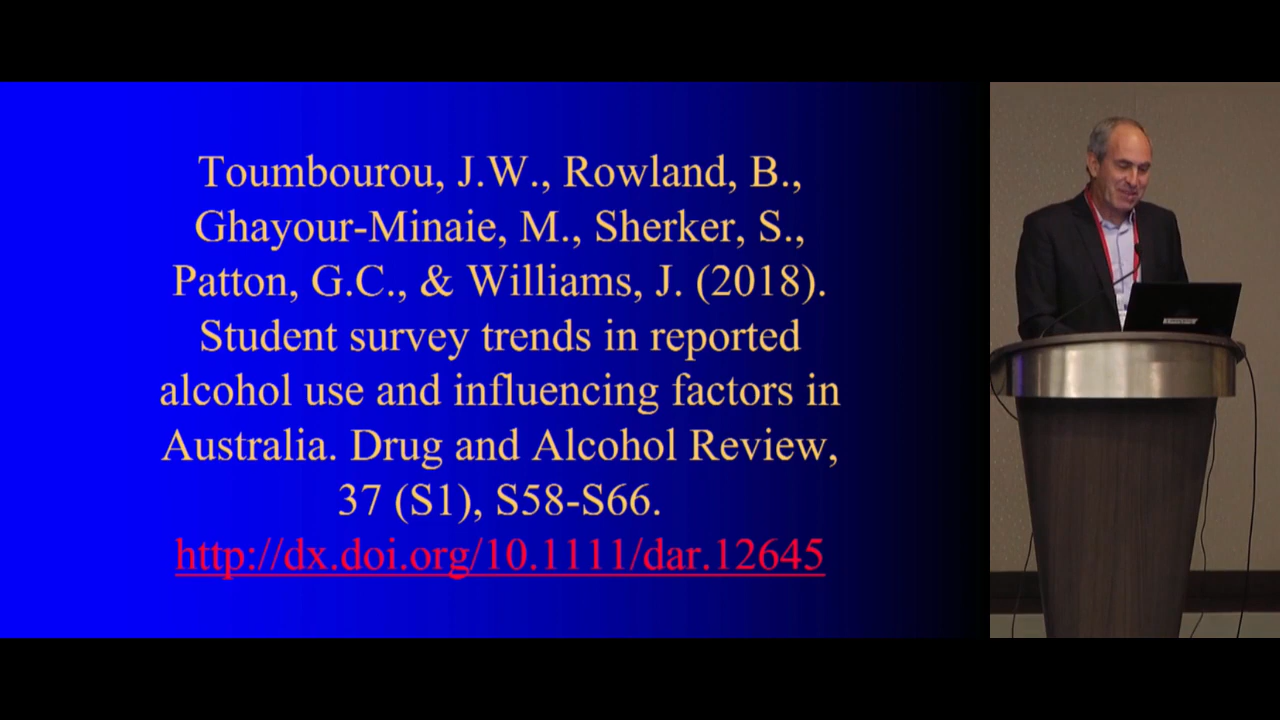 Toumbourou, J.W., Rowland, B.,
Ghayour-Minaie, M., Sherker, S.,
Patton, G.C., & Williams, J. (2018).
Student survey trends in reported
alcohol use and influencing factors in
Australia. Drug and Alcohol Review,
37 (S1), S58-S66.
http://dx.doi.org/10.1111/dar.12645